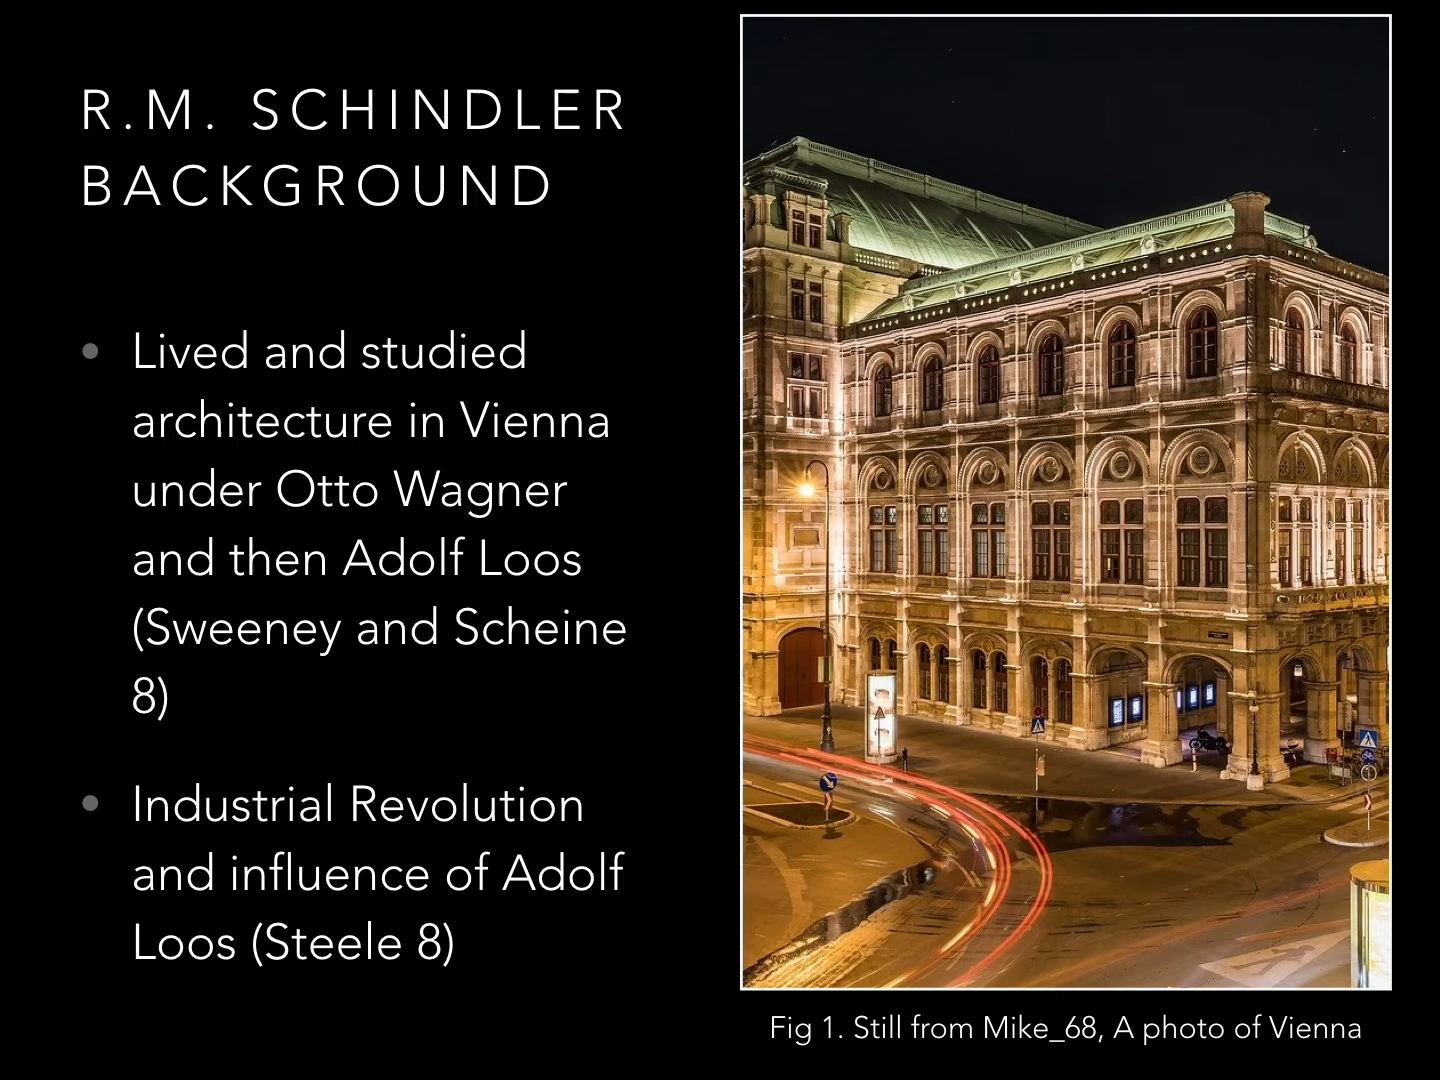 R.M. SCHINDLER
BACKGROUND
Lived and studied
architecture in Vienna
under Otto Wagner
and then Adolf Loos
(Sweeney and Scheine
8)
Industrial Revolution
and influence of Adolf
Loos (Steele 8)
Fig 1. Still from Mike_68, A photo of Vienna